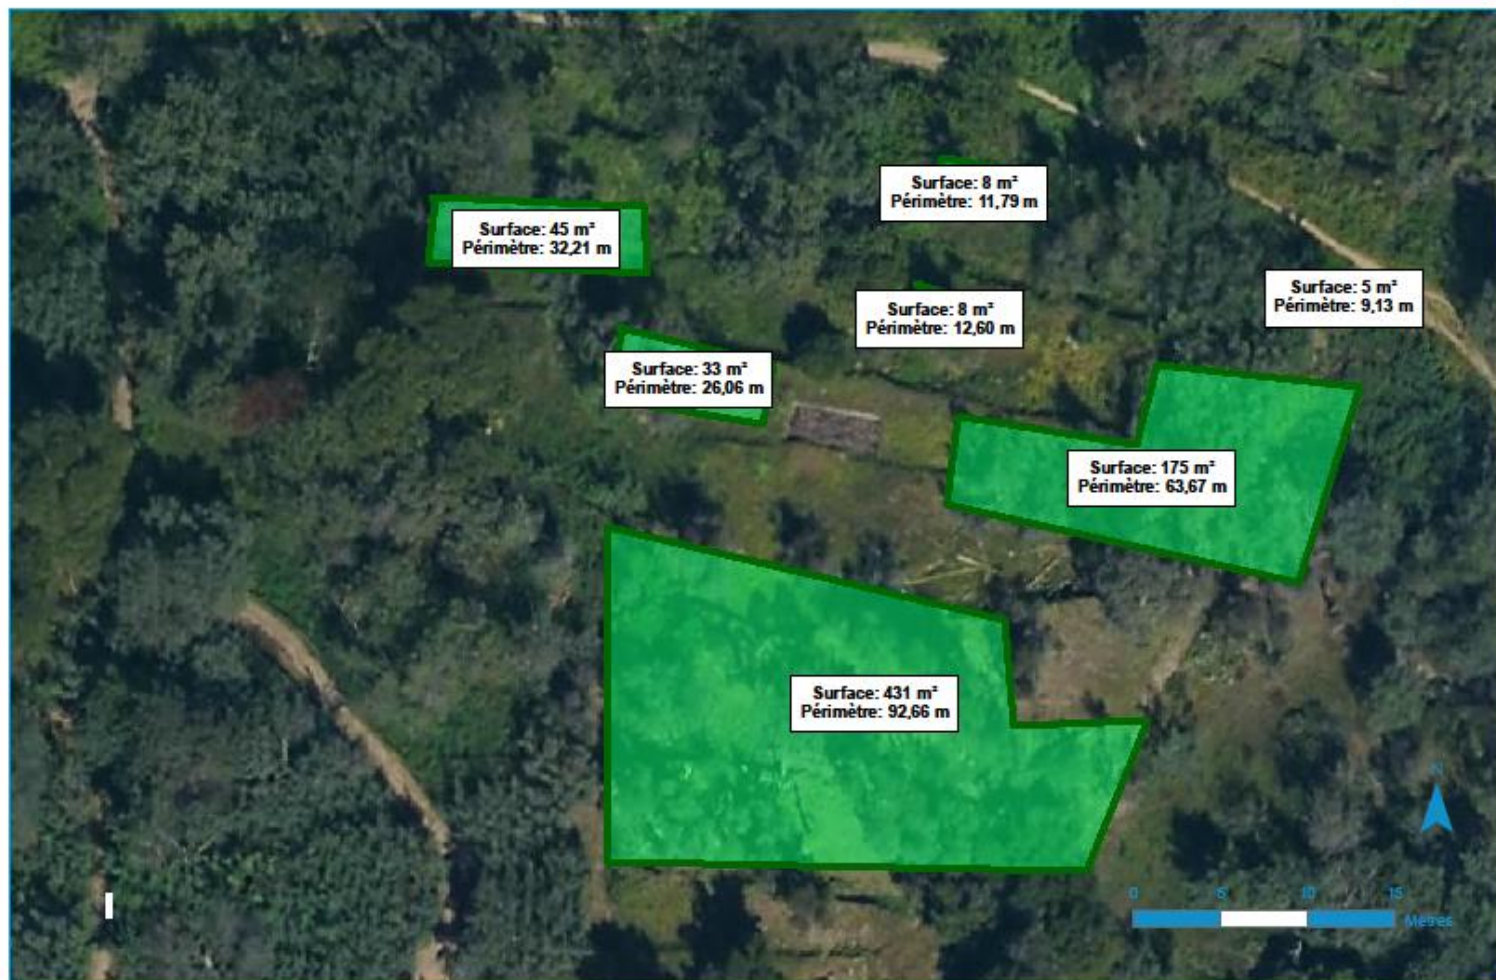 Surface: 8 m²
Périmètre: 11,79 m
Surface: 45 m²
Périmètre: 32,21 m
Surface: 5 m²
Périmètre: 9,13 m
Surface: 8 m²
Périmètre: 12,60 m
Surface: 33 m²
Périmètre: 26,06 m
Surface: 175 m²
Périmètre: 63,67 m
Surface: 431 m²
Périmètre: 92,66 m
N
0 5 10 15
Mètres